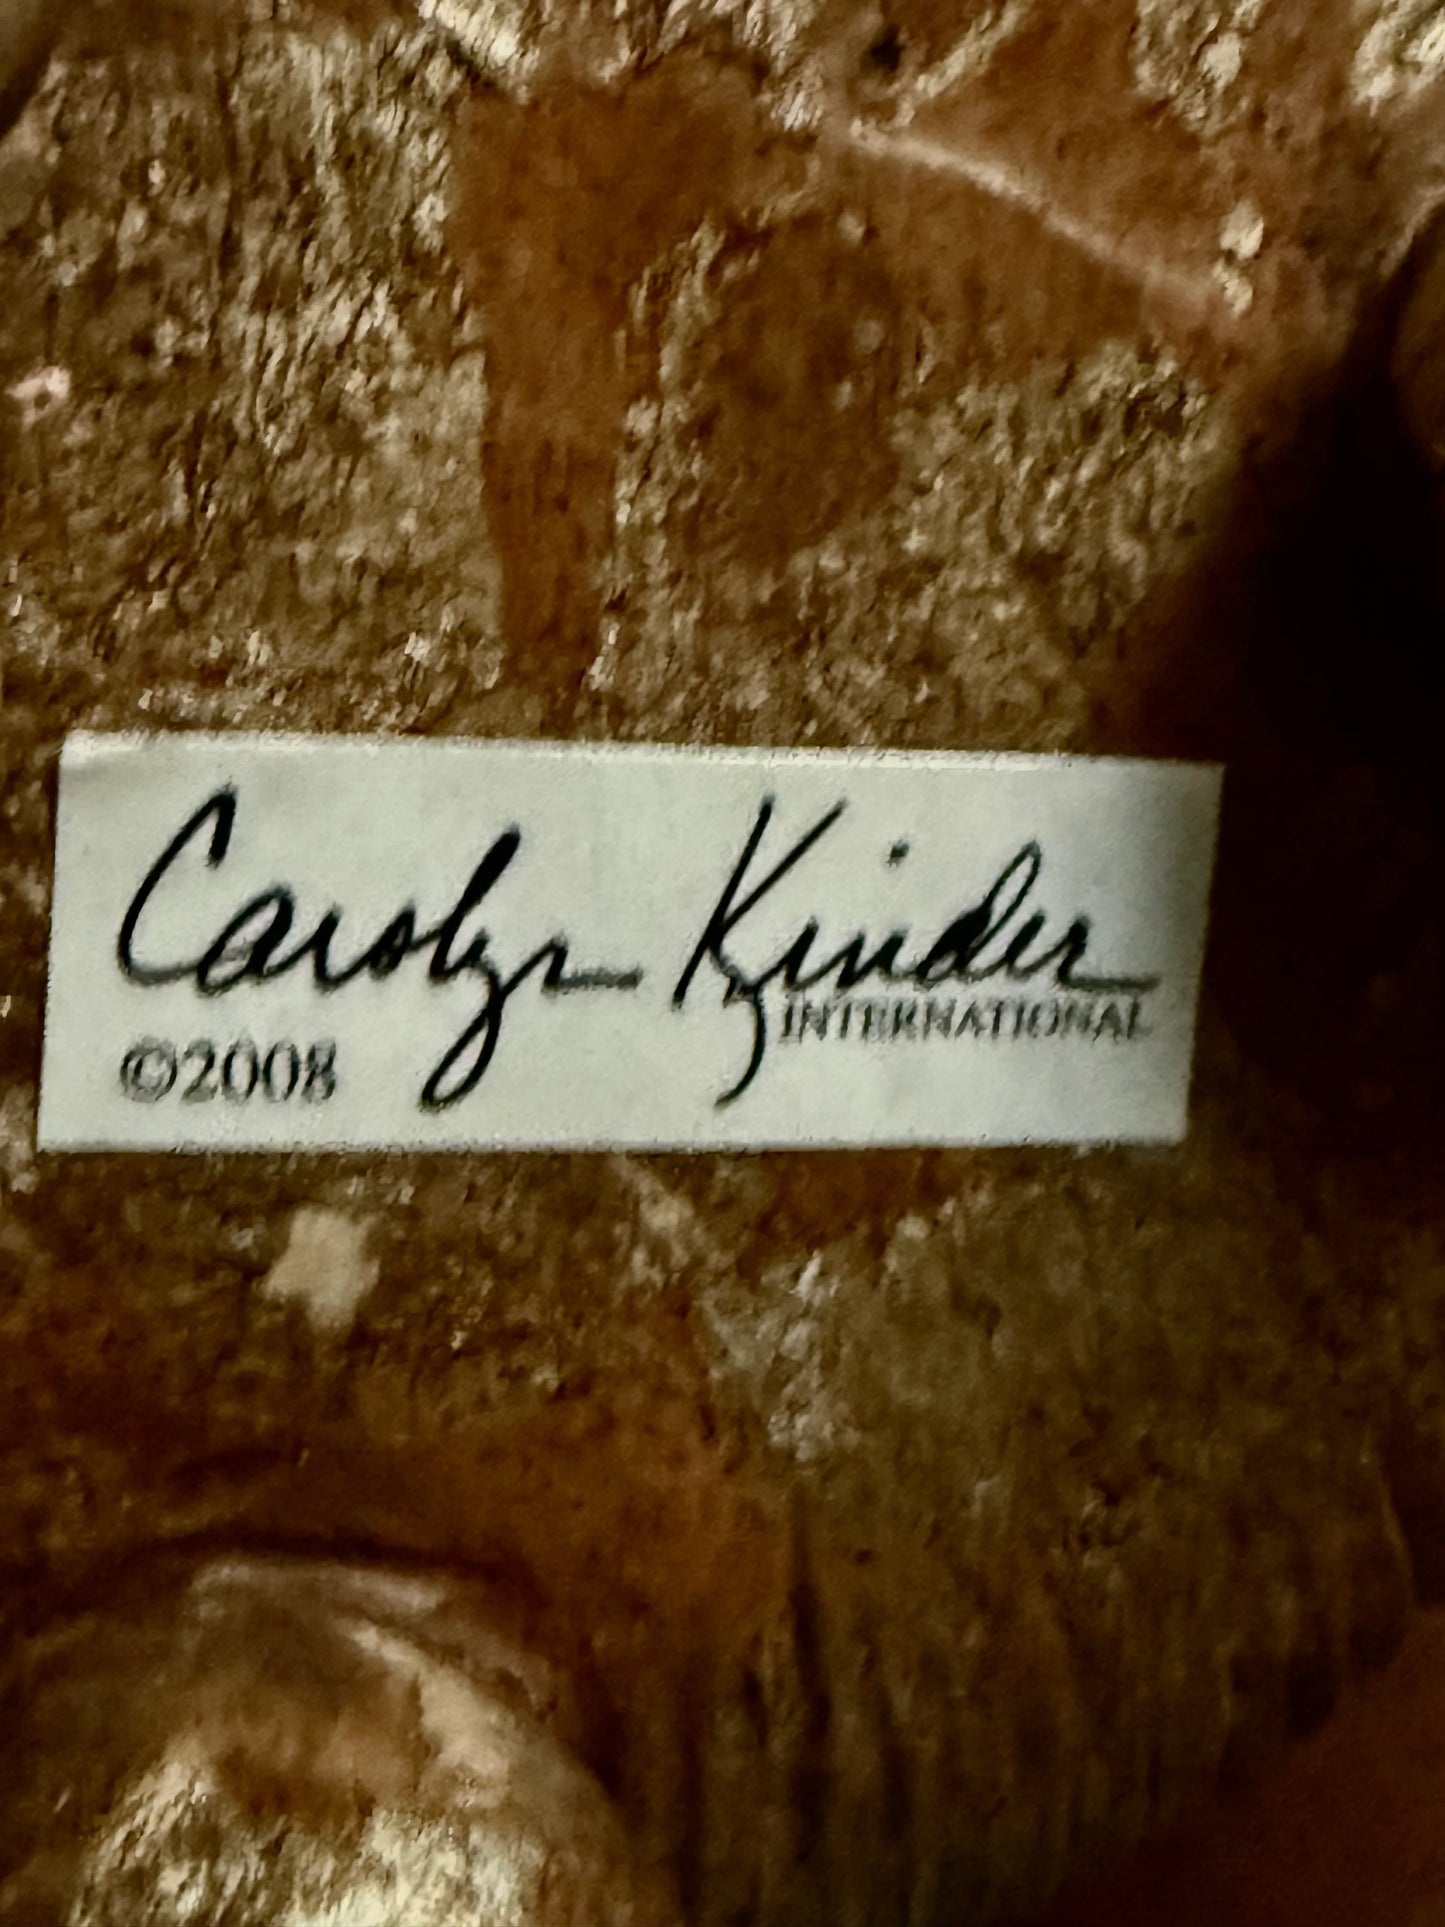 Carolyn Kinder
INTERNATIONAL
©2008